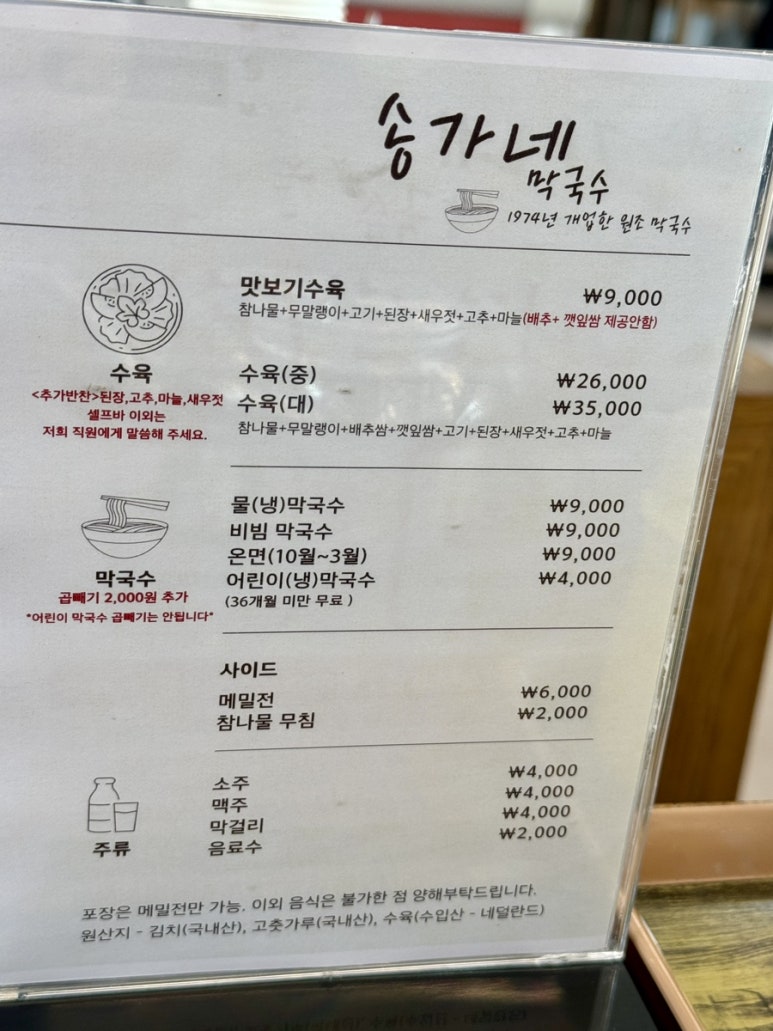 송가네
막국수
1974년 개업한 원조 막국수
맛보기수육 ₩9,000
참나물+무말랭이+고기+된장+새우젓+고추+마늘(배추+ 깻잎쌈 제공안함)
수육
<추가반찬>된장,고추,마늘,새우젓
셀프바 이외는
저희 직원에게 말씀해 주세요.
수육(중) ₩26,000
수육(대) ₩35,000
참나물+무말랭이+배추쌈+깻잎쌈+고기+된장+새우젓+고추+마늘
막국수
곱빼기 2,000원 추가
*어린이 막국수 곱빼기는 안됩니다*
물(냉)막국수 ₩9,000
비빔 막국수 ₩9,000
온면(10월~3월) ₩9,000
어린이(냉)막국수 ₩4,000
(36개월 미만 무료 )
사이드
메밀전 ₩6,000
참나물 무침 ₩2,000
주류
소주 ₩4,000
맥주 ₩4,000
막걸리 ₩4,000
음료수 ₩2,000
포장은 메밀전만 가능. 이외 음식은 불가한 점 양해부탁드립니다.
원산지 - 김치(국내산), 고춧가루(국내산), 수육(수입산 - 네덜란드)